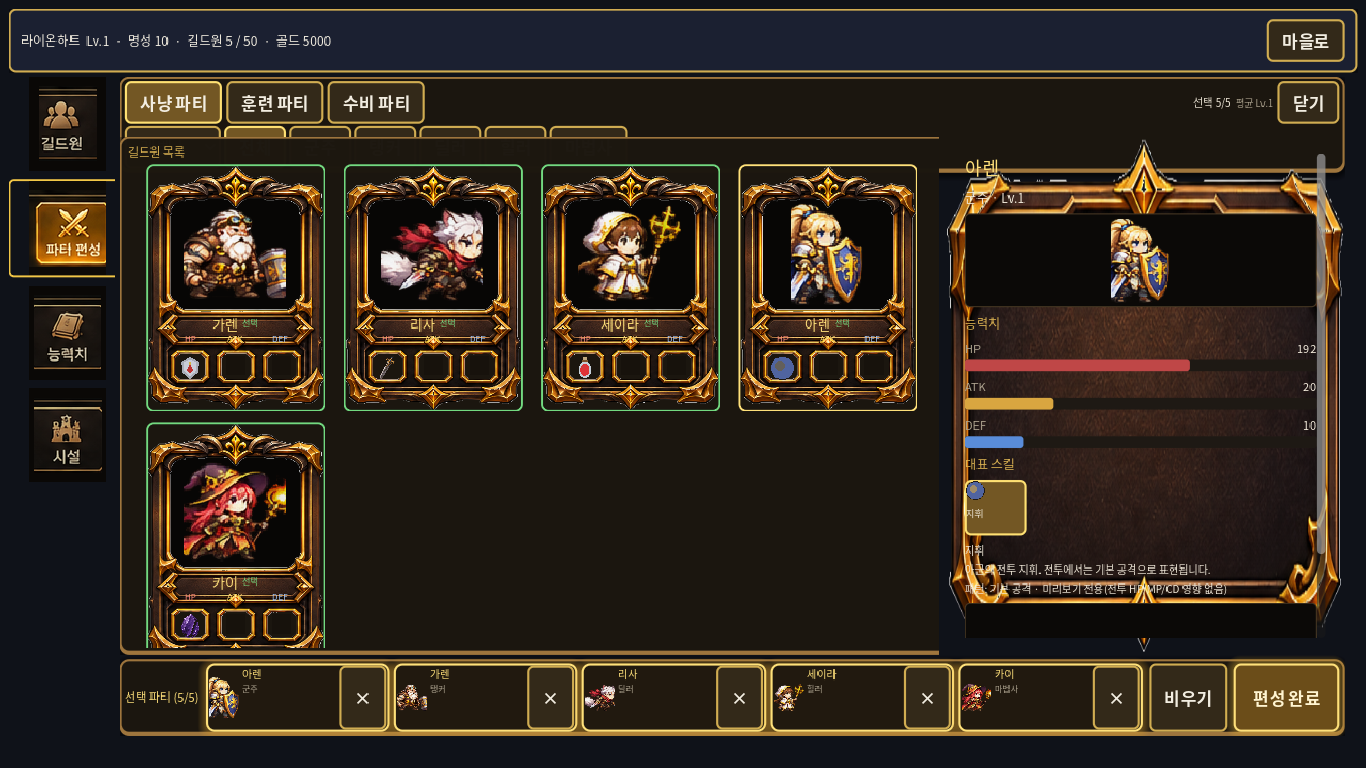 라이온하트 Lv.1 - 명성 10 · 길드원 5 / 50 · 골드 5000
마을로
길드원
파티 편성
능력치
시설
사냥 파티
훈련 파티
수비 파티
선택 5/5 평균 Lv.1
닫기
길드원 목록
가렌 선택
HP ATK DEF
리사 선택
HP ATK DEF
세이라 선택
HP ATK DEF
아렌 선택
HP ATK DEF
카이 선택
HP ATK DEF
아렌
군주 · Lv.1
능력치
HP 192
ATK 20
DEF 10
대표 스킬
지휘
지휘
전투 지휘. 전투에서는 기본 공격으로 표현됩니다.
기본 공격 · 미리보기 전용 (전투 HP/MP/CD 영향 없음)
선택 파티 (5/5)
아렌
군주
×
가렌
탱커
×
리사
딜러
×
세이라
힐러
×
카이
마법사
×
비우기
편성 완료